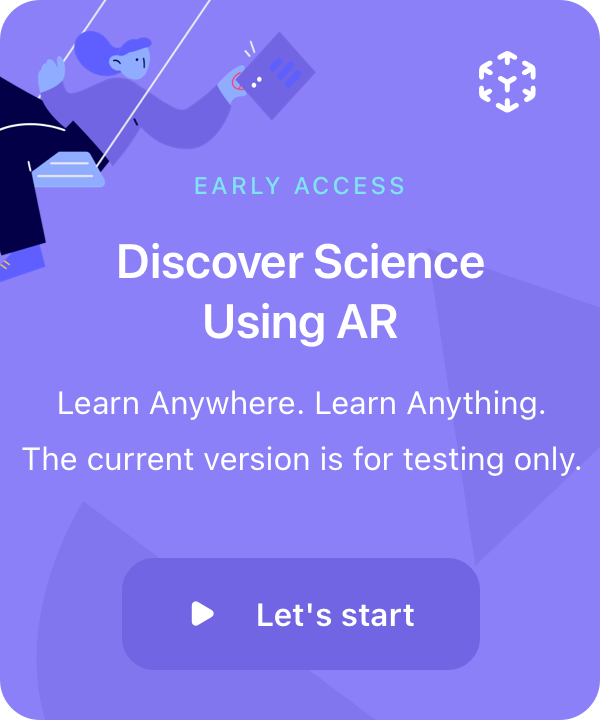 EARLY ACCESS
Discover Science
Using AR
Learn Anywhere. Learn Anything.
The current version is for testing only.
Let's start